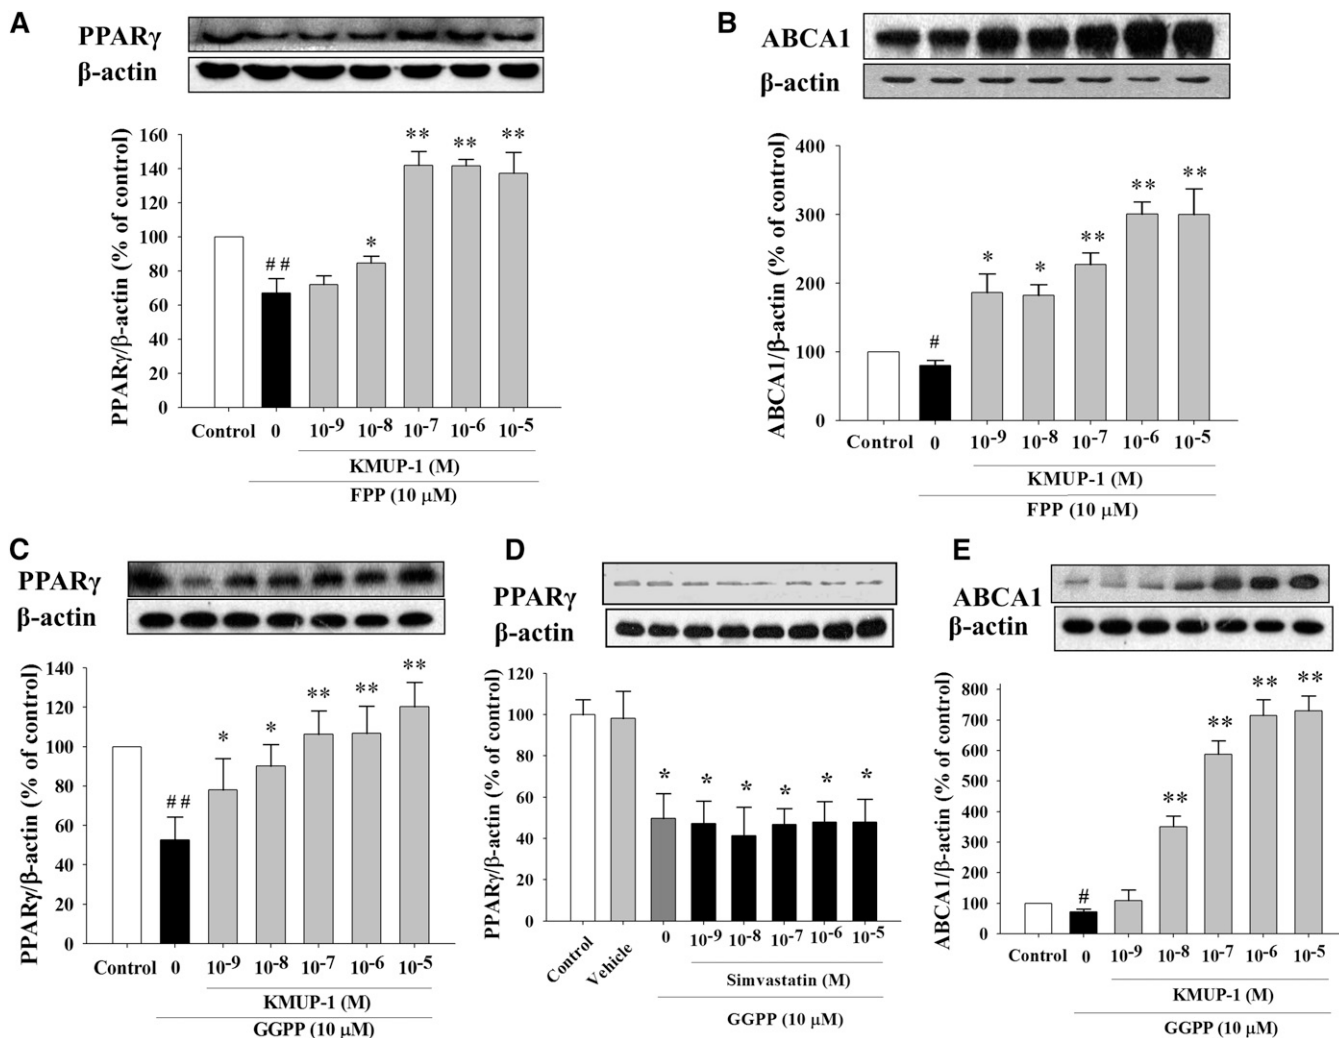 A
PPARγ
β-actin
PPARγ/β-actin (% of control)
160
140
120
100
80
60
40
20
0
##
*
**
**
**
Control 0 10-9 10-8 10-7 10-6 10-5
KMUP-1 (M)
FPP (10 μM)
B
ABCA1
β-actin
ABCA1/β-actin (% of control)
400
300
200
100
0
#
*
*
**
**
**
Control 0 10-9 10-8 10-7 10-6 10-5
KMUP-1 (M)
FPP (10 μM)
C
PPARγ
β-actin
PPARγ/β-actin (% of control)
140
120
100
80
60
40
20
0
##
*
*
**
**
**
Control 0 10-9 10-8 10-7 10-6 10-5
KMUP-1 (M)
GGPP (10 μM)
D
PPARγ
β-actin
PPARγ/β-actin (% of control)
120
100
80
60
40
20
0
*
*
*
*
*
*
Control Vehicle 0 10-9 10-8 10-7 10-6 10-5
Simvastatin (M)
GGPP (10 μM)
E
ABCA1
β-actin
ABCA1/β-actin (% of control)
800
700
600
500
400
300
200
100
0
#
**
**
**
**
Control 0 10-9 10-8 10-7 10-6 10-5
KMUP-1 (M)
GGPP (10 μM)